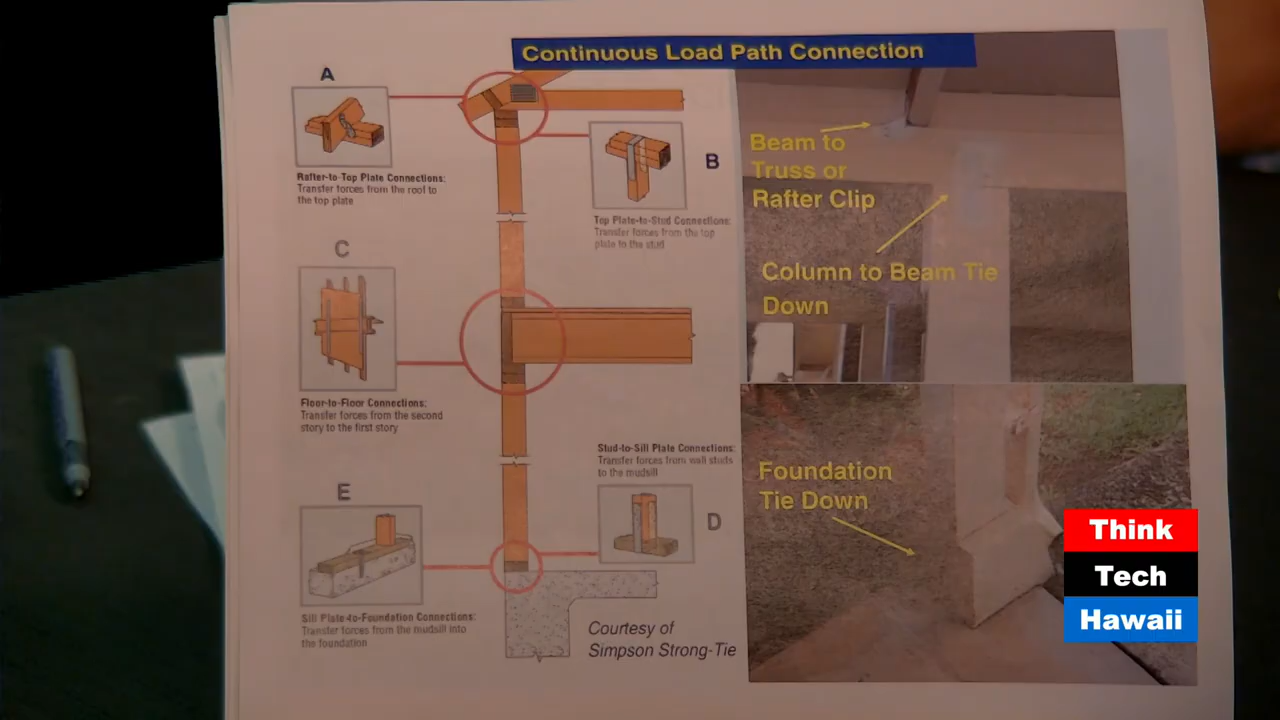 Continuous Load Path Connection
A
Rafter-to-Top Plate Connections:
Transfer forces from the roof to
the top plate
B
Top Plate-to-Stud Connections:
Transfer forces from the top
plate to the stud
C
Floor-to-Floor Connections:
Transfer forces from the second
story to the first story
Stud-to-Sill Plate Connections:
Transfer forces from wall studs
to the mudsill
D
E
Sill Plate-to-Foundation Connections:
Transfer forces from the mudsill into
the foundation
Courtesy of
Simpson Strong-Tie
Beam to
Truss or
Rafter Clip
Column to Beam Tie
Down
Foundation
Tie Down
Think
Tech
Hawaii